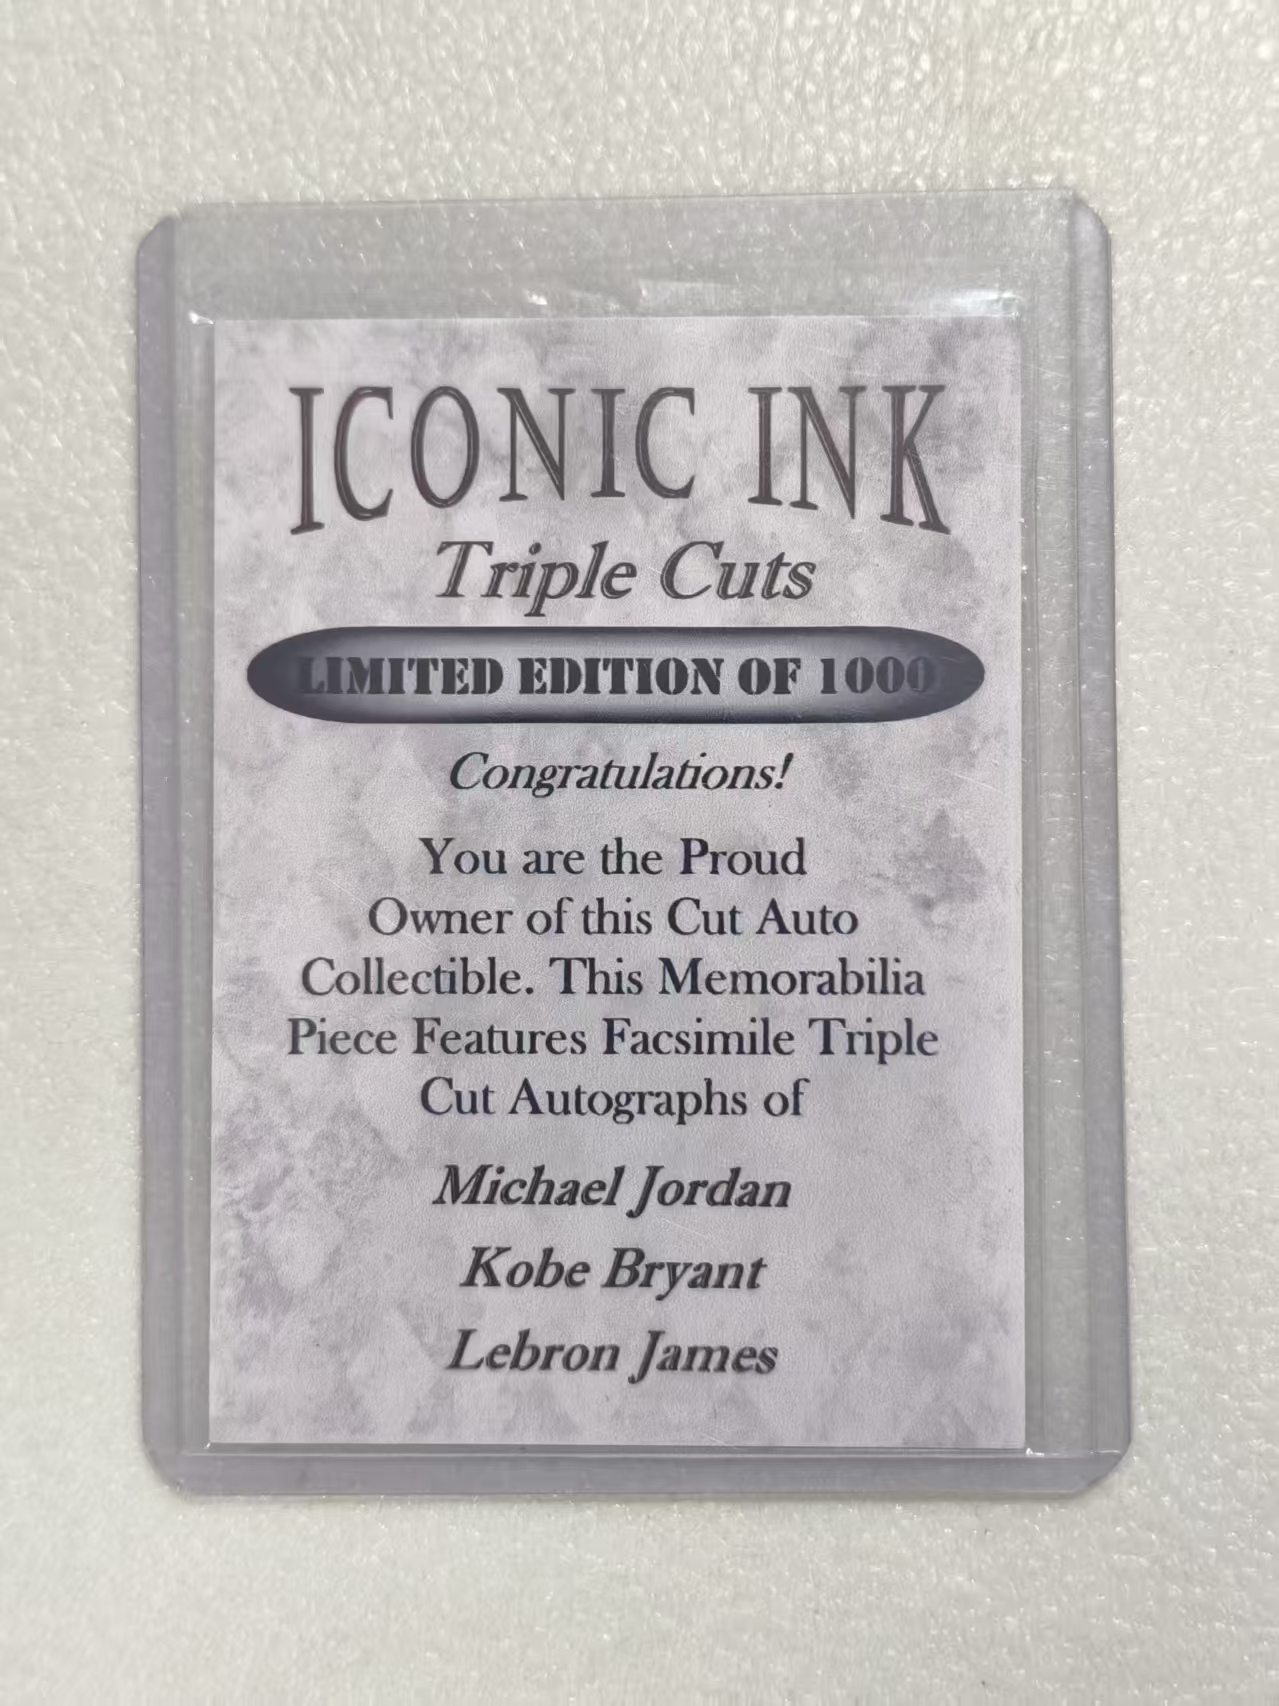 ICONIC INK
Triple Cuts
LIMITED EDITION OF 1000
Congratulations!
You are the Proud
Owner of this Cut Auto
Collectible. This Memorabilia
Piece Features Facsimile Triple
Cut Autographs of
Michael Jordan
Kobe Bryant
Lebron James